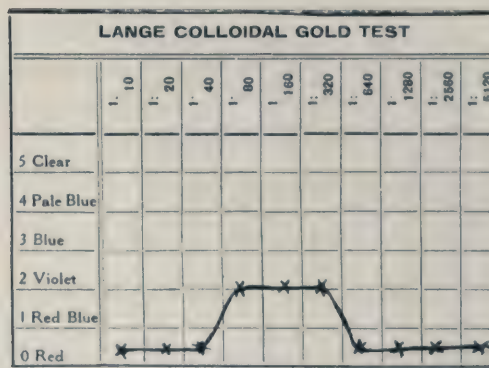 LANGE COLLOIDAL GOLD TEST
1: 10 1: 20 1: 40 1: 80 1: 160 1: 320 1: 640 1: 1280 1: 2560 1: 5120
5 Clear
4 Pale Blue
3 Blue
2 Violet
1 Red Blue
0 Red